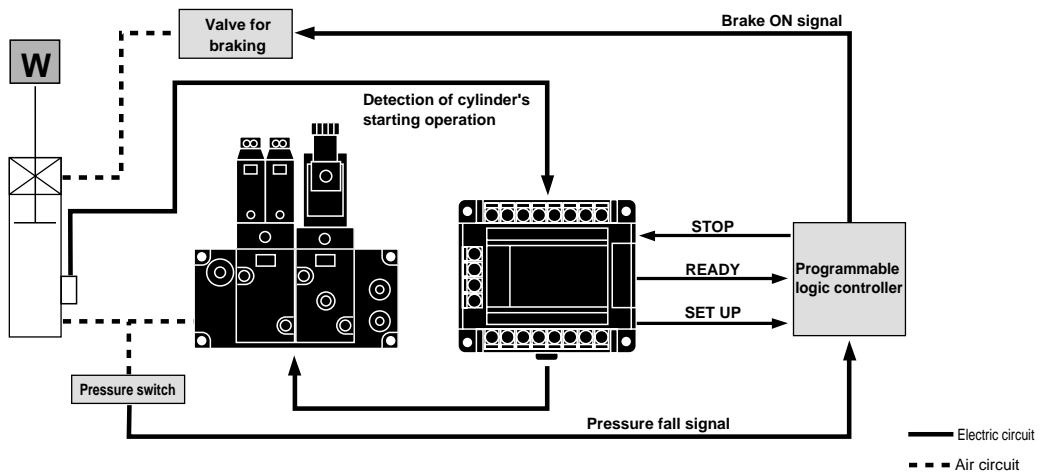 Valve for
braking
Brake ON signal
W
Detection of cylinder's
starting operation
STOP
READY
SET UP
Programmable
logic controller
Pressure switch
Pressure fall signal
Electric circuit
Air circuit